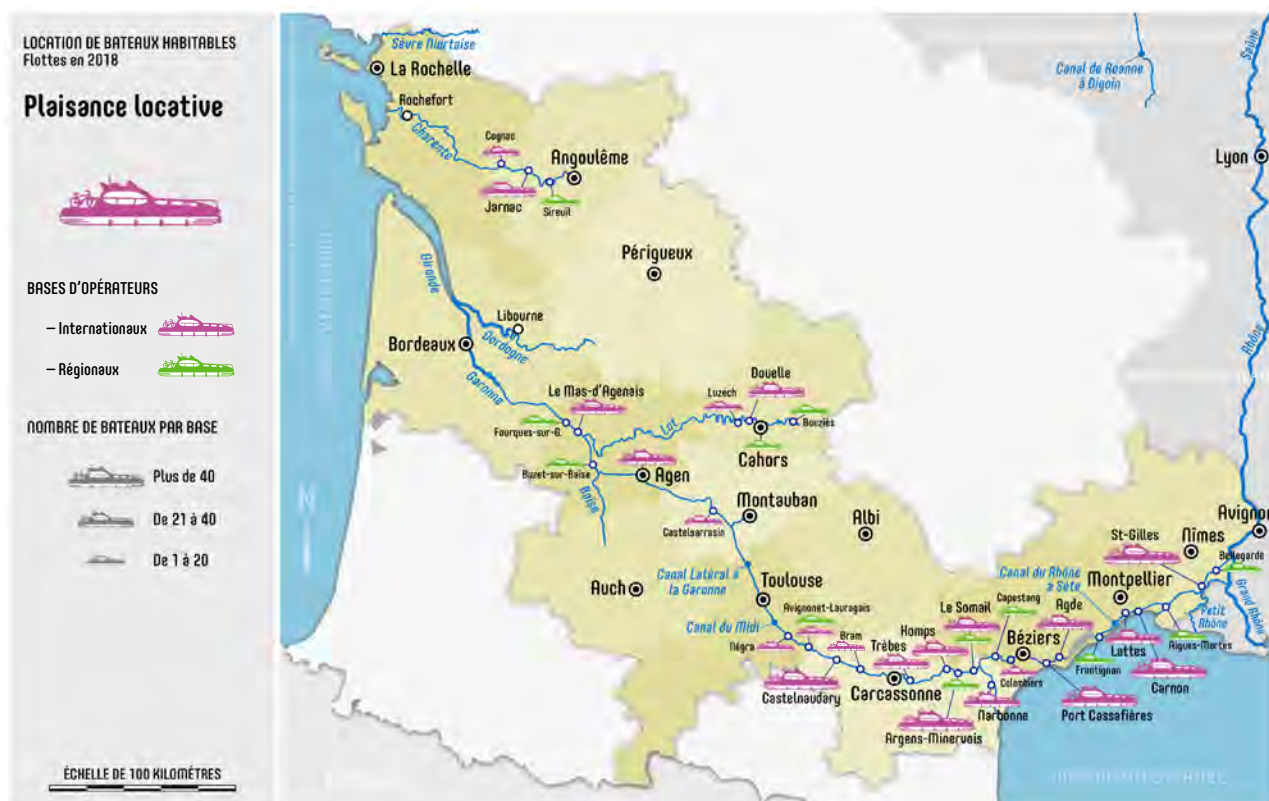 LOCATION DE BATEAUX HABITABLES
Flottes en 2018
Plaisance locative
BASES D'OPÉRATEURS
– Internationaux
– Régionaux
NOMBRE DE BATEAUX PAR BASE
Plus de 40
De 21 à 40
De 1 à 20
ÉCHELLE DE 100 KILOMÈTRES
Sèvre Niortaise
La Rochelle
Rochefort
Charente
Cognac
Angoulême
Jarnac
Sireuil
Canal de Roanne
à Digoin
Saône
Lyon
Périgueux
Gironde
Libourne
Dordogne
Bordeaux
Garonne
Rhône
Le Mas-d'Agenais
Fourques-sur-G.
Luzech
Douelle
Bouziès
Lot
Cahors
Buzet-sur-Baïse
Agen
Baïse
Montauban
Castelsarrasin
Albi
Auch
Canal Latéral à
la Garonne
Toulouse
Canal du Midi
Avignonet-Lauragais
Négra
Bram
Castelnaudary
Trèbes
Carcassonne
Homps
Le Somail
Argens-Minervois
Capestang
Narbonne
Béziers
Colombiers
Agde
Port Cassafières
Canal du Rhône
à Sète
Montpellier
Frontignan
Lattes
Carnon
St-Gilles
Nîmes
Avignon
Bellegarde
Aigues-Mortes
Petit
Rhône
Grand Rhône